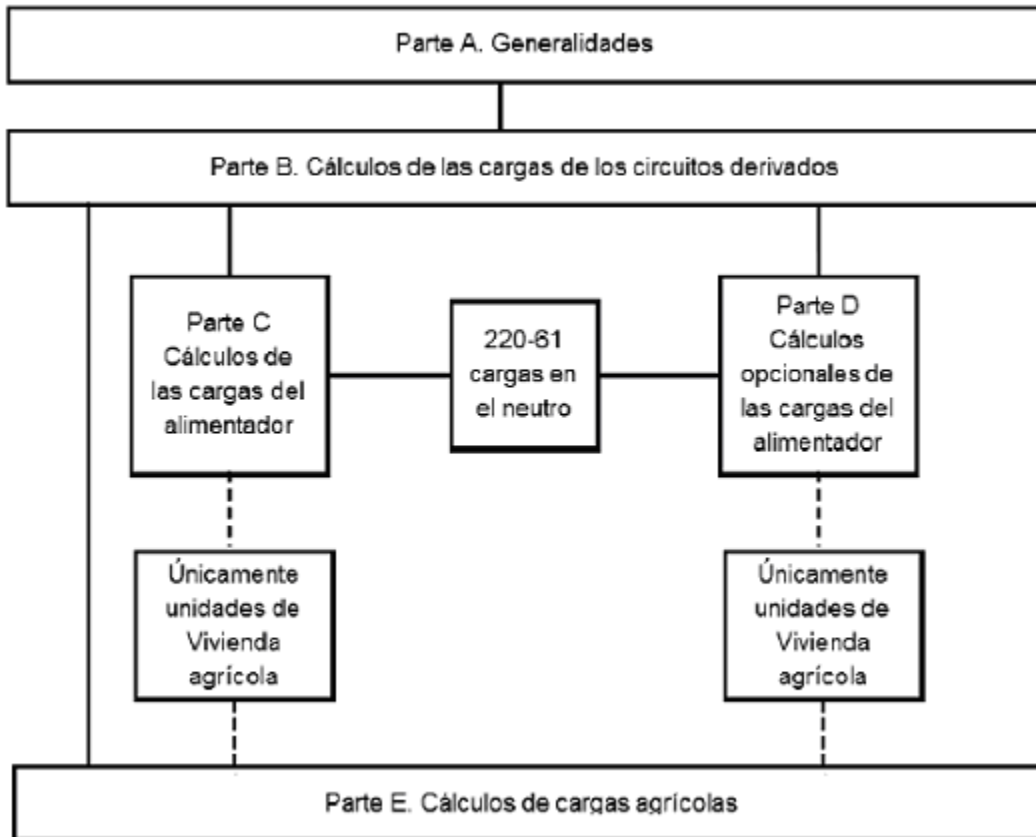 Parte A. Generalidades
Parte B. Cálculos de las cargas de los circuitos derivados
Parte C
Cálculos de
las cargas del
alimentador
220-61
cargas en
el neutro
Parte D
Cálculos
opcionales de
las cargas del
alimentador
Únicamente
unidades de
Vivienda
agrícola
Únicamente
unidades de
Vivienda
agrícola
Parte E. Cálculos de cargas agrícolas